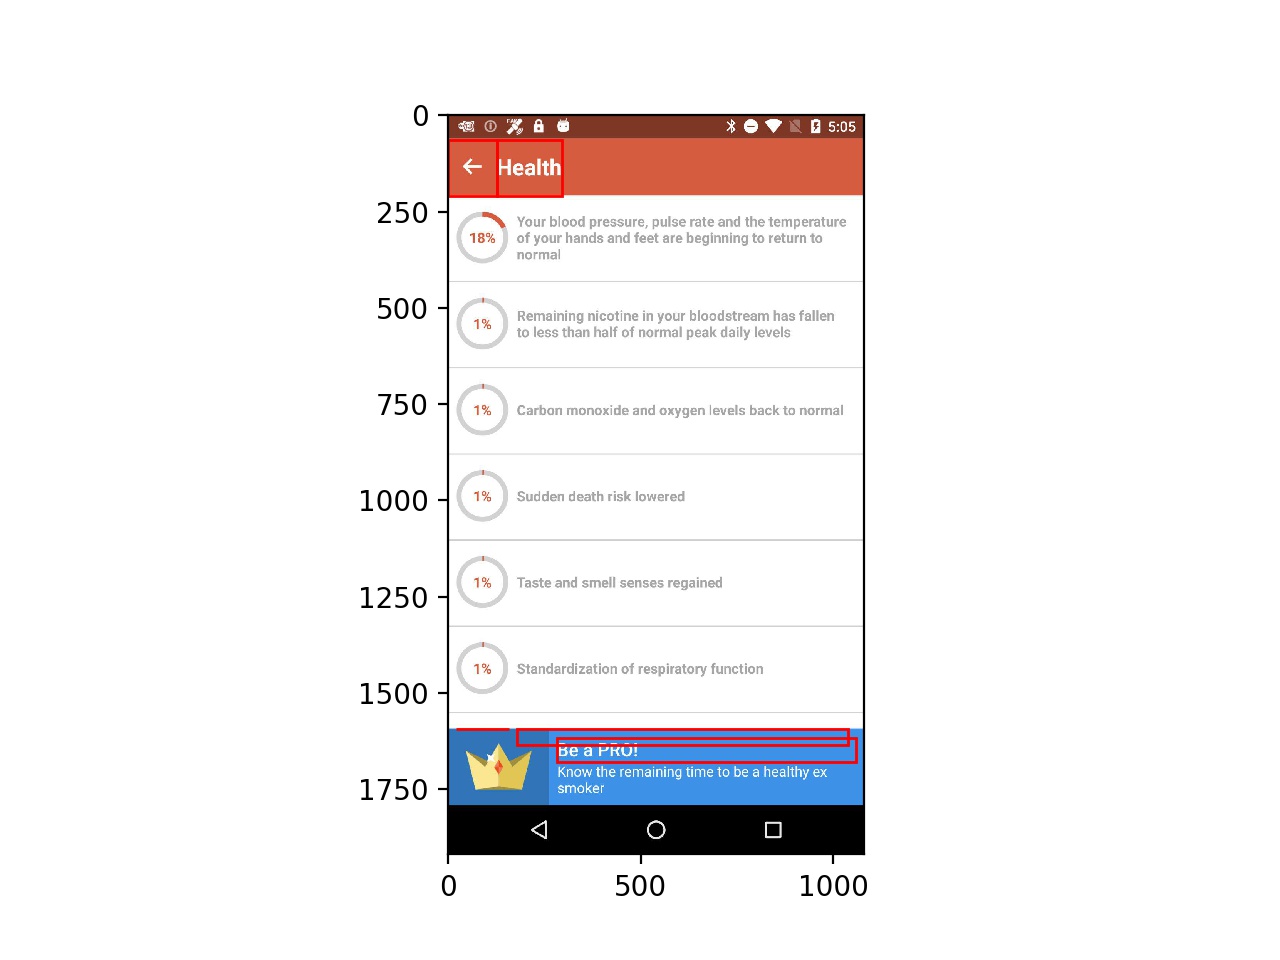 5:05
Health
18%
Your blood pressure, pulse rate and the temperature
of your hands and feet are beginning to return to
normal
1%
Remaining nicotine in your bloodstream has fallen
to less than half of normal peak daily levels
1%
Carbon monoxide and oxygen levels back to normal
1%
Sudden death risk lowered
1%
Taste and smell senses regained
1%
Standardization of respiratory function
Be a PRO!
Know the remaining time to be a healthy ex
smoker
0
250
500
750
1000
1250
1500
1750
0
500
1000